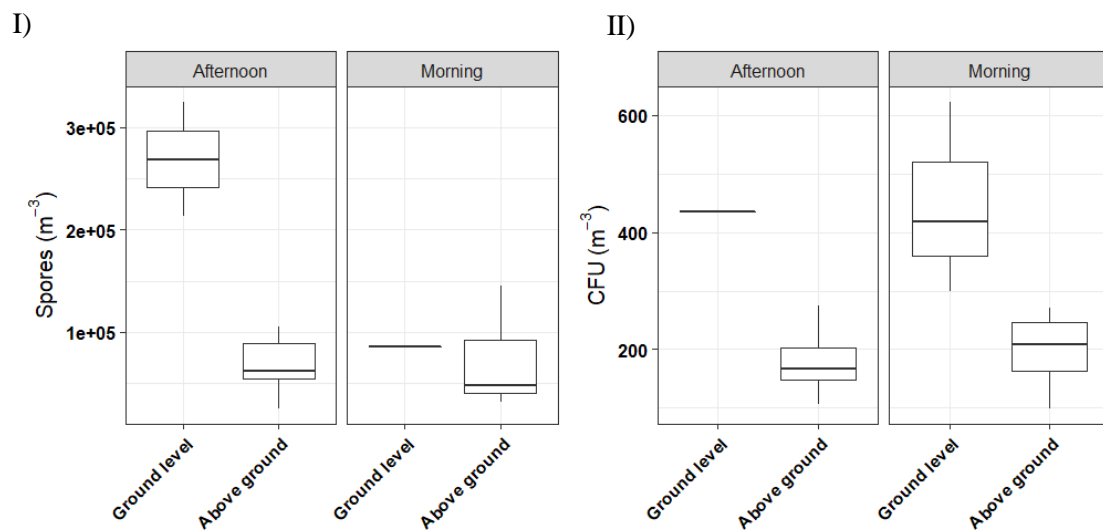 I)
Afternoon
Morning
Spores (m⁻³)
3e+05
2e+05
1e+05
Ground level
Above ground
Ground level
Above ground
II)
Afternoon
Morning
CFU (m⁻³)
600
400
200
Ground level
Above ground
Ground level
Above ground